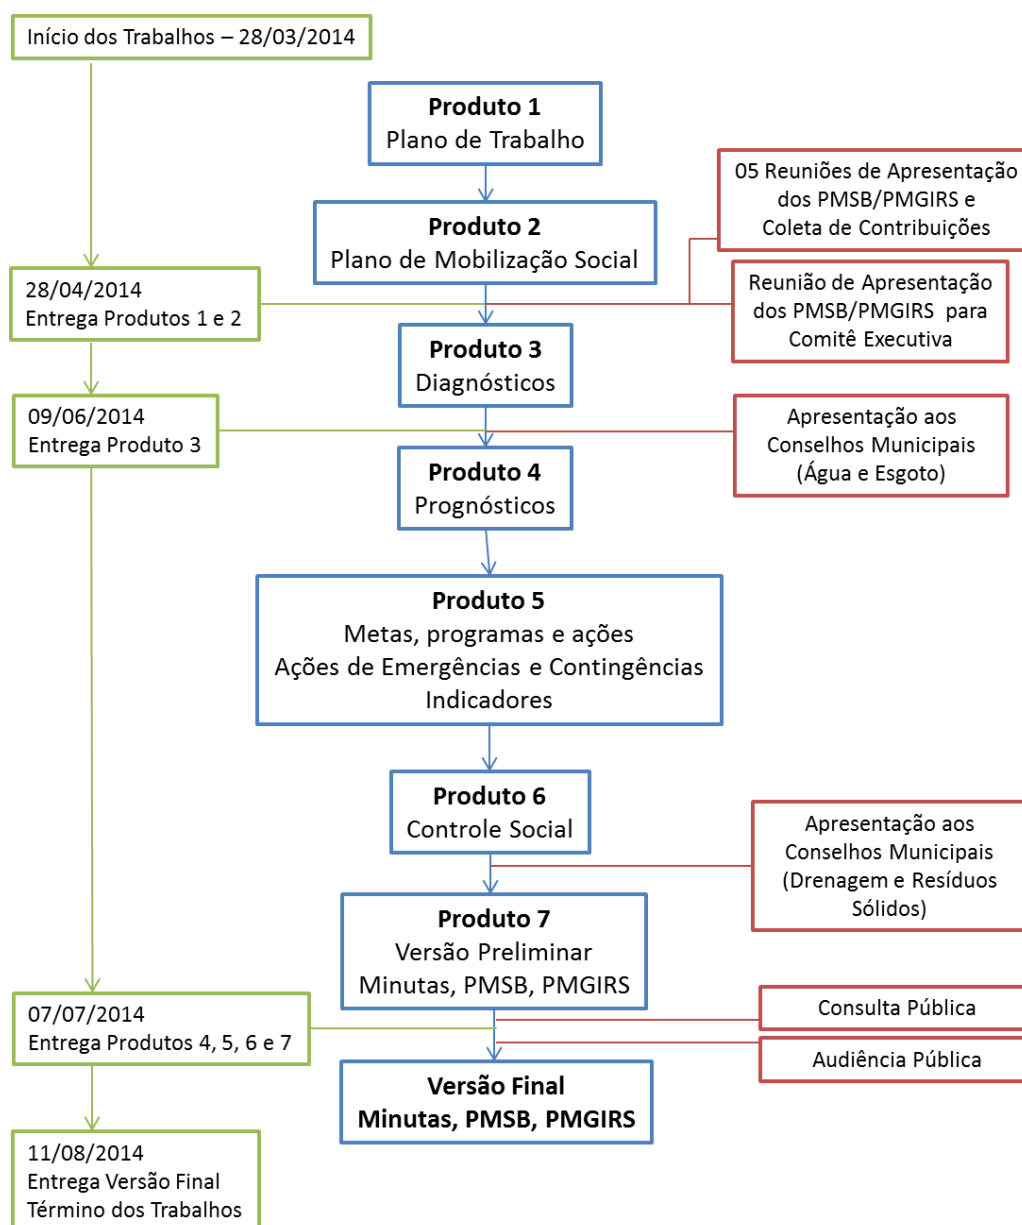 Início dos Trabalhos – 28/03/2014
Produto 1
Plano de Trabalho
05 Reuniões de Apresentação
dos PMSB/PMGIRS e
Coleta de Contribuições
Produto 2
Plano de Mobilização Social
28/04/2014
Entrega Produtos 1 e 2
Reunião de Apresentação
dos PMSB/PMGIRS para
Comitê Executiva
Produto 3
Diagnósticos
09/06/2014
Entrega Produto 3
Apresentação aos
Conselhos Municipais
(Água e Esgoto)
Produto 4
Prognósticos
Produto 5
Metas, programas e ações
Ações de Emergências e Contingências
Indicadores
Produto 6
Controle Social
Apresentação aos
Conselhos Municipais
(Drenagem e Resíduos
Sólidos)
Produto 7
Versão Preliminar
Minutas, PMSB, PMGIRS
07/07/2014
Entrega Produtos 4, 5, 6 e 7
Consulta Pública
Audiência Pública
Versão Final
Minutas, PMSB, PMGIRS
11/08/2014
Entrega Versão Final
Término dos Trabalhos